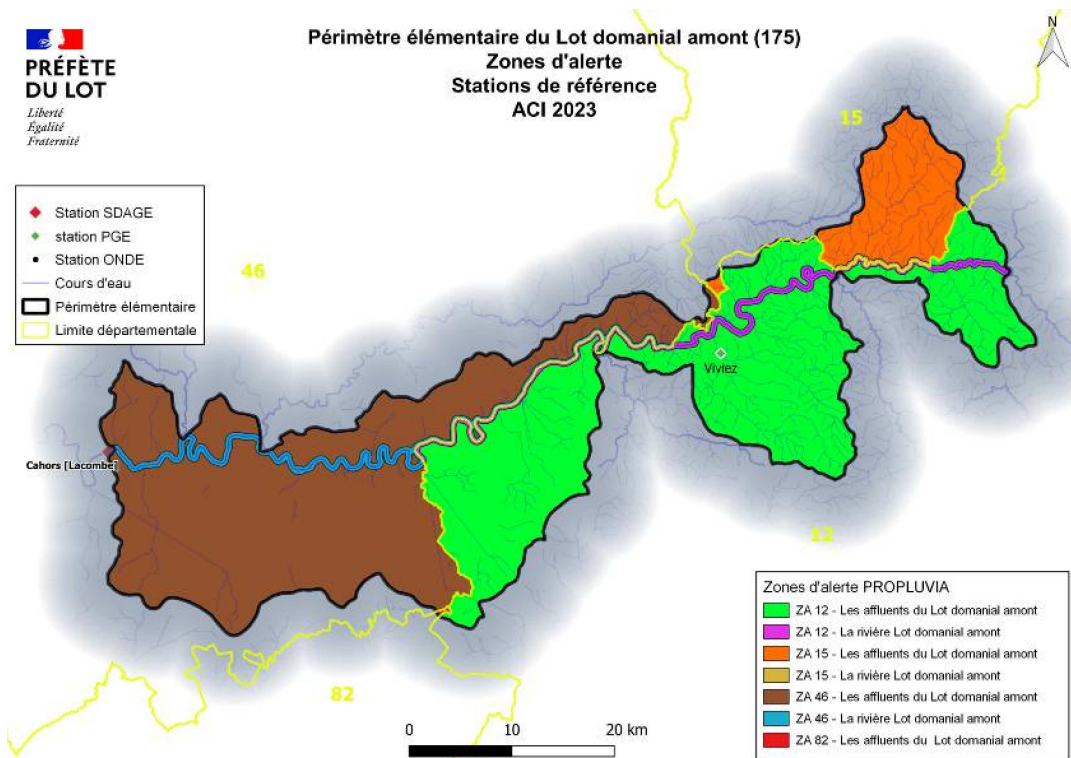 PRÉFÈTE
DU LOT
Liberté
Égalité
Fraternité
Périmètre élémentaire du Lot domanial amont (175)
Zones d'alerte
Stations de référence
ACI 2023
N
15
Station SDAGE
station PGE
Station ONDE
Cours d'eau
Périmètre élémentaire
Limite départementale
46
Viviez
Cahors [Lacombe]
12
82
0 10 20 km
Zones d'alerte PROPLUVIA
ZA 12 - Les affluents du Lot domanial amont
ZA 12 - La rivière Lot domanial amont
ZA 15 - Les affluents du Lot domanial amont
ZA 15 - La rivière Lot domanial amont
ZA 46 - Les affluents du Lot domanial amont
ZA 46 - La rivière Lot domanial amont
ZA 82 - Les affluents du Lot domanial amont